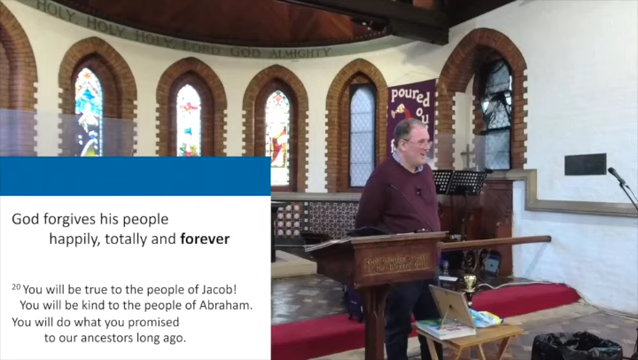 HOLY HOLY HOLY LORD GOD ALMIGHTY
poured
ou
God forgives his people
happily, totally and forever
20 You will be true to the people of Jacob!
You will be kind to the people of Abraham.
You will do what you promised
to our ancestors long ago.